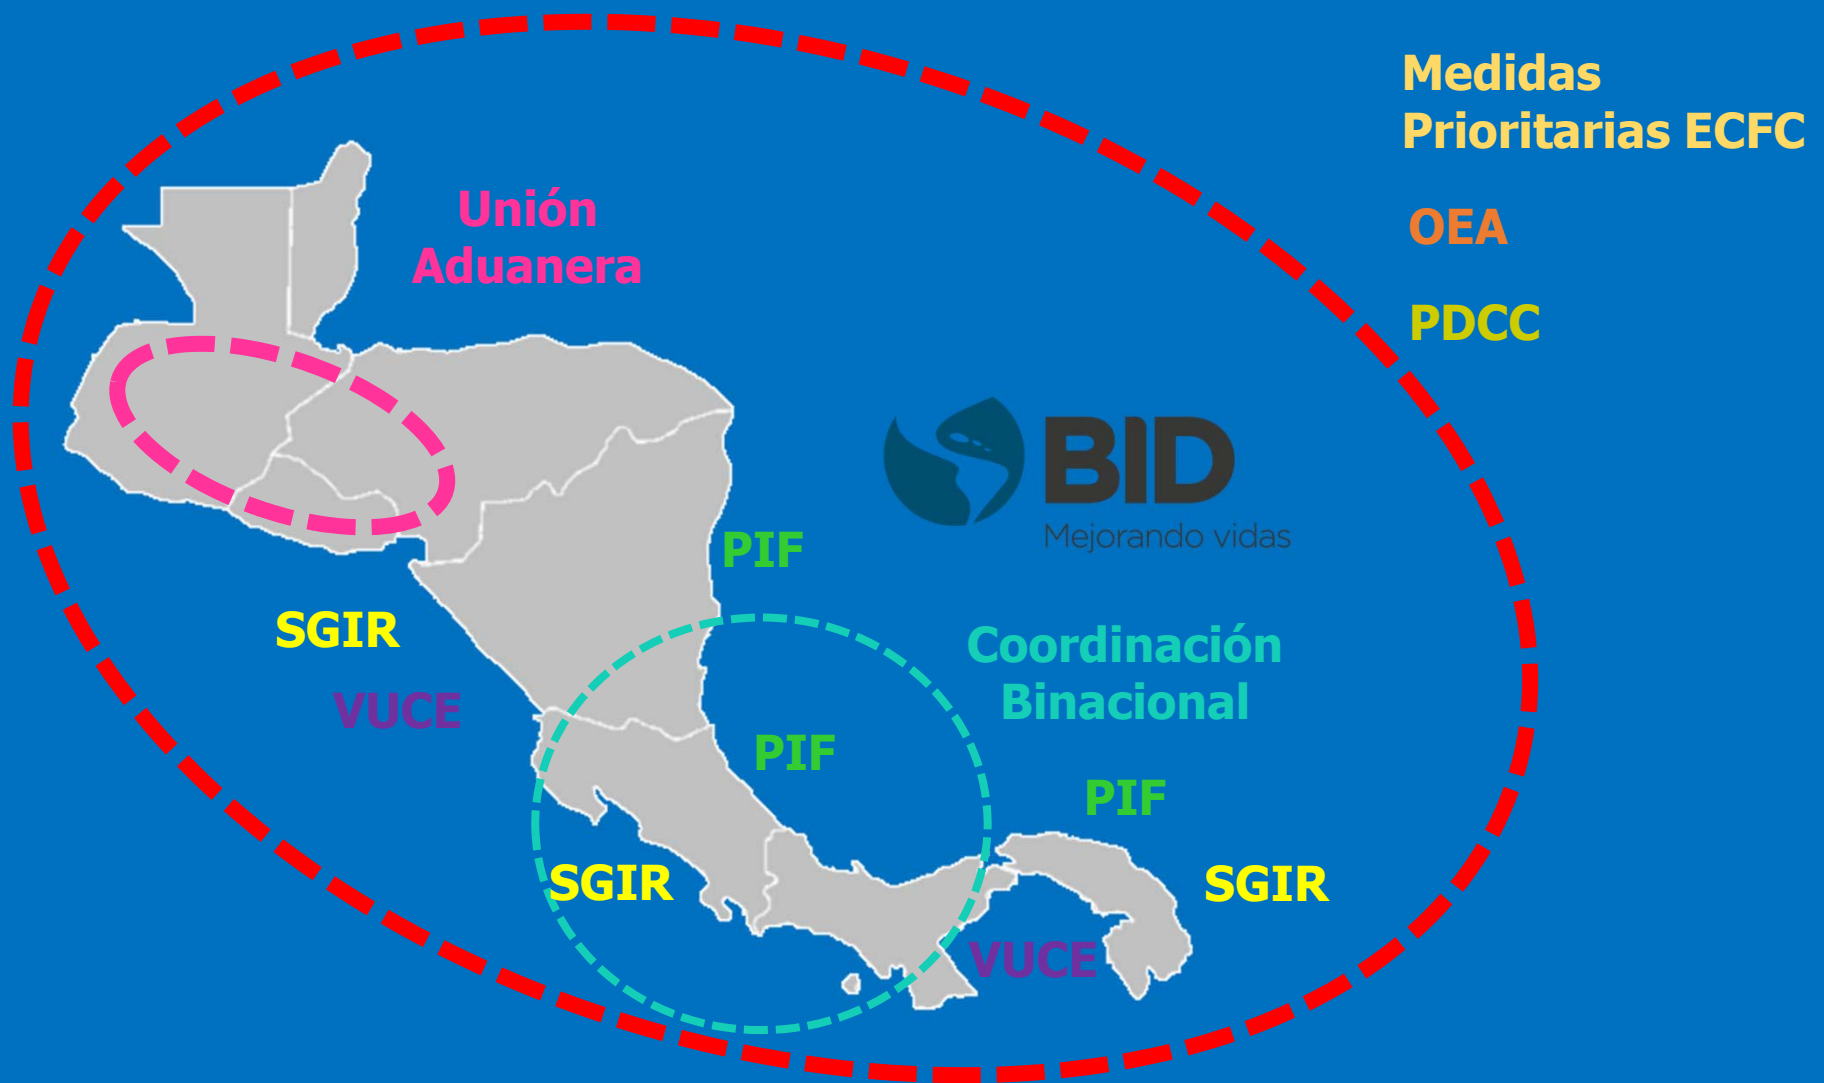 Medidas
Prioritarias ECFC
OEA
PDCC
Unión
Aduanera
BID
Mejorando vidas
PIF
SGIR
VUCE
Coordinación
Binacional
PIF
PIF
SGIR
SGIR
VUCE